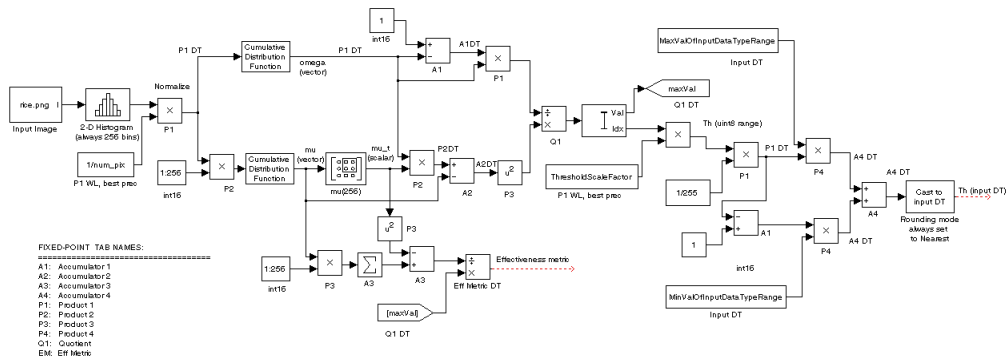 rice.png
I
Input Image
2-D Histogram
(always 256 bins)
Normalize
×
P1
1/num_pix
P1 WL, best prec
P1 DT
Cumulative
Distribution
Function
P1 DT
omega
(vector)
1
int16
+
-
A1
A1DT
×
P1
1:256
int16
×
P2
Cumulative
Distribution
Function
mu
(vector)
mu(256)
mu_t
(scalar)
×
P2
P2DT
+
-
A2
A2DT
u²
P3
÷
×
Q1
Val
Idx
maxVal
Q1 DT
u²
P3
1:256
int16
×
P3
Σ
A3
-
+
A3
÷
×
Eff Metric DT
Effectiveness metric
[maxVal]
Q1 DT
ThresholdScaleFactor
P1 WL, best prec
×
Th (uint8 range)
1/255
×
P1
P1 DT
MaxValOfInputDataTypeRange
Input DT
×
P4
A4 DT
1
int16
-
+
A1
×
P4
A4 DT
MinValOfInputDataTypeRange
Input DT
+
+
A4
A4 DT
Cast to
input DT
Rounding mode
always set
to Nearest
Th (input DT)
FIXED-POINT TAB NAMES:
===================================
A1: Accumulator 1
A2: Accumulator 2
A3: Accumulator 3
A4: Accumulator 4
P1: Product 1
P2: Product 2
P3: Product 3
P4: Product 4
Q1: Quotient
EM: Eff Metric